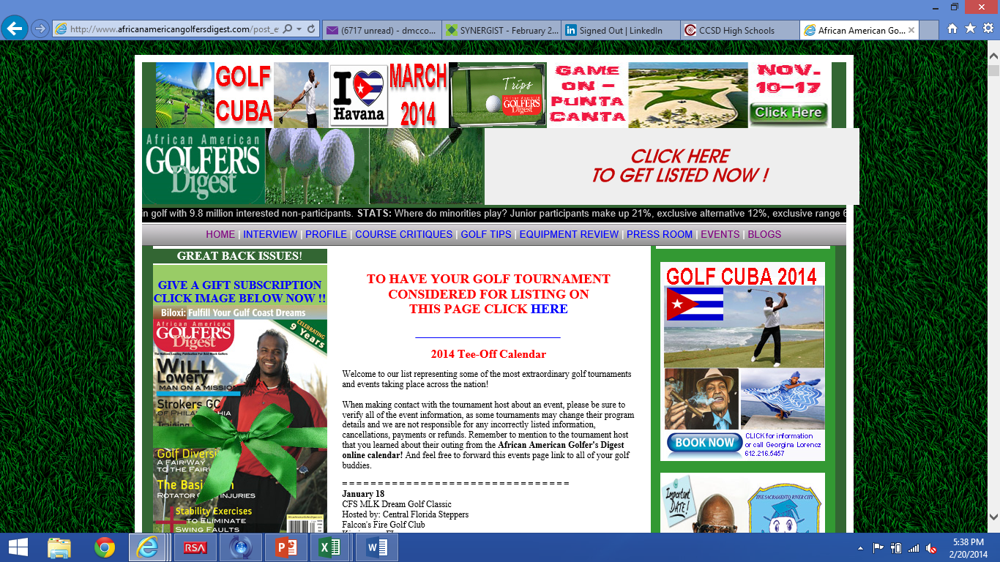 http://www.africanamericangolfersdigest.com/post_e
(6717 unread) - dmcco...
SYNERGIST - February 2...
Signed Out | LinkedIn
CCSD High Schools
African American Go...
GOLF
CUBA
I
Havana
MARCH
2014
Trips
African American
GOLFER'S
Digest
GAME
ON -
PUNTA
CANTA
NOV.
10-17
Click Here
African American
GOLFER'S
Digest
CLICK HERE
TO GET LISTED NOW !
in golf with 9.8 million interested non-participants. STATS: Where do minorities play? Junior participants make up 21%, exclusive alternative 12%, exclusive range 6
HOME | INTERVIEW | PROFILE | COURSE CRITIQUES | GOLF TIPS | EQUIPMENT REVIEW | PRESS ROOM | EVENTS | BLOGS
GREAT BACK ISSUES!
GIVE A GIFT SUBSCRIPTION
CLICK IMAGE BELOW NOW !!
Biloxi: Fulfill Your Gulf Coast Dreams
African American
GOLFER'S
Digest
The Nation's Leading Publication For Avid Black Golfers
CELEBRATING
9 Years
WILL
Lowery
MAN ON A MISSION
Strokers GC
OF PHILA
HIA
Training
Golf Diversi
A FAIRWAY
TO THE FAIR
The Basi
n
ROTATOR
INJURIES
Stability Exercises
TO ELIMINATE
SWING FAULTS
TO HAVE YOUR GOLF TOURNAMENT
CONSIDERED FOR LISTING ON
THIS PAGE CLICK HERE
2014 Tee-Off Calendar
Welcome to our list representing some of the most extraordinary golf tournaments
and events taking place across the nation!
When making contact with the tournament host about an event, please be sure to
verify all of the event information, as some tournaments may change their program
details and we are not responsible for any incorrectly listed information,
cancellations, payments or refunds. Remember to mention to the tournament host
that you learned about their outing from the African American Golfer's Digest
online calendar! And feel free to forward this events page link to all of your golf
buddies.
= = = = = = = = = = = = = = = = = = = = = = = = = = = = = = = =
January 18
CFS MLK Dream Golf Classic
Hosted by: Central Florida Steppers
Falcon's Fire Golf Club
GOLF CUBA 2014
BOOK NOW
CLICK for information
or call Georgina Lorencz
612.216.5457
Important
DATE!
THE SACRAMENTO RIVER CITY
RSA
5:38 PM
2/20/2014